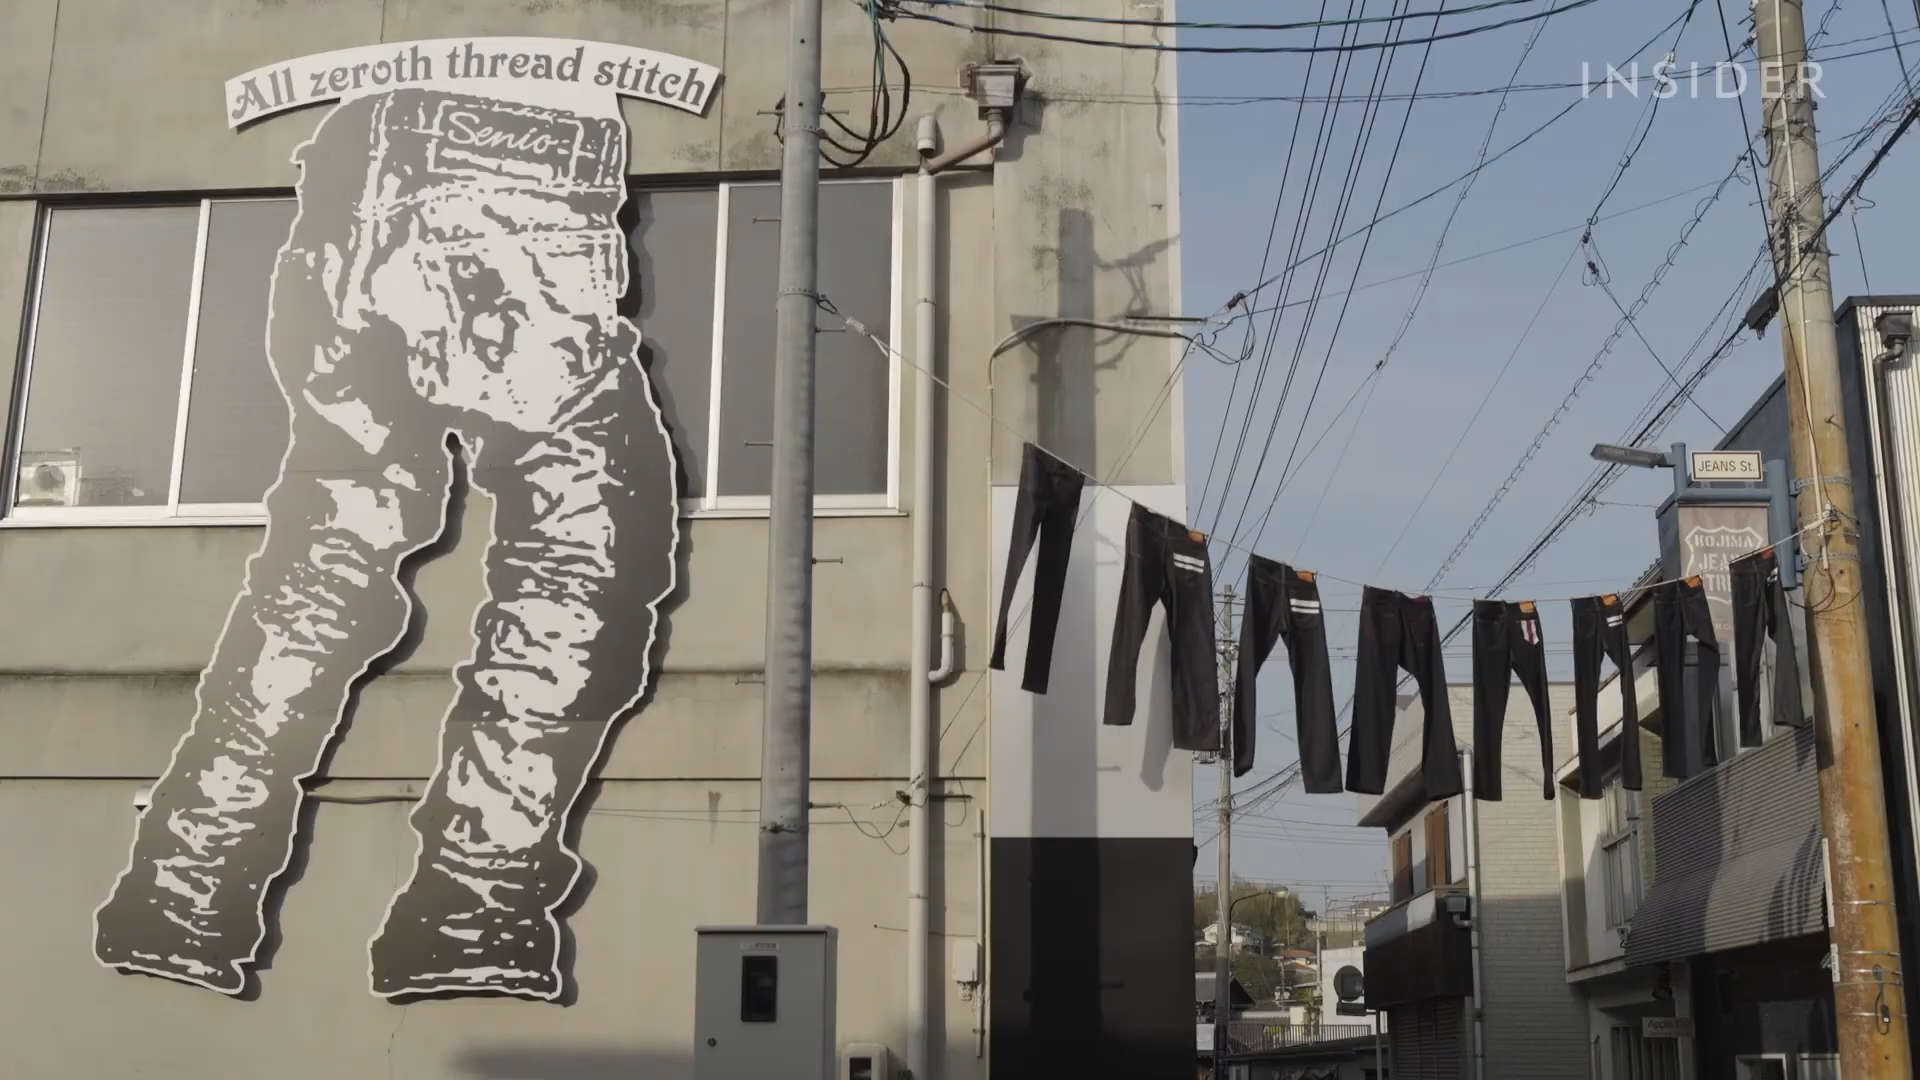 All zeroth thread stitch
Senio
INSIDER
JEANS St.
KOJIMA
JEANS